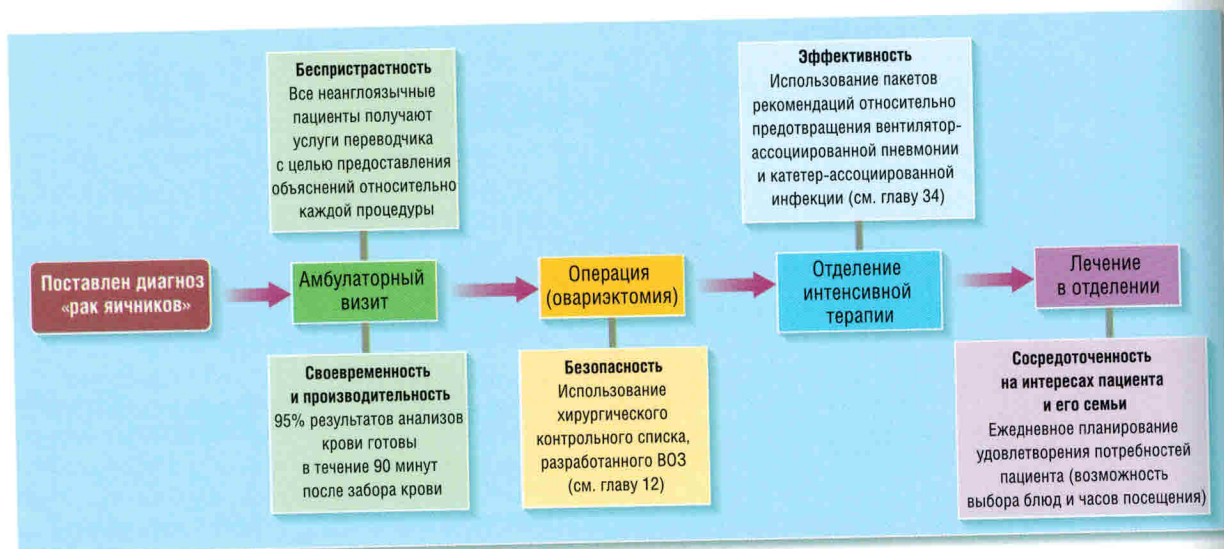 Беспристрастность
Все неанглоязычные
пациенты получают
услуги переводчика
с целью предоставления
объяснений относительно
каждой процедуры
Эффективность
Использование пакетов
рекомендаций относительно
предотвращения вентилятор-
ассоциированной пневмонии
и катетер-ассоциированной
инфекции (см. главу 34)
Поставлен диагноз
«рак яичников»
Амбулаторный
визит
Операция
(овариэктомия)
Отделение
интенсивной
терапии
Лечение
в отделении
Своевременность
и производительность
95% результатов анализов
крови готовы
в течение 90 минут
после забора крови
Безопасность
Использование
хирургического
контрольного списка,
разработанного ВОЗ
(см. главу 12)
Сосредоточенность
на интересах пациента
и его семьи
Ежедневное планирование
удовлетворения потребностей
пациента (возможность
выбора блюд и часов посещения)